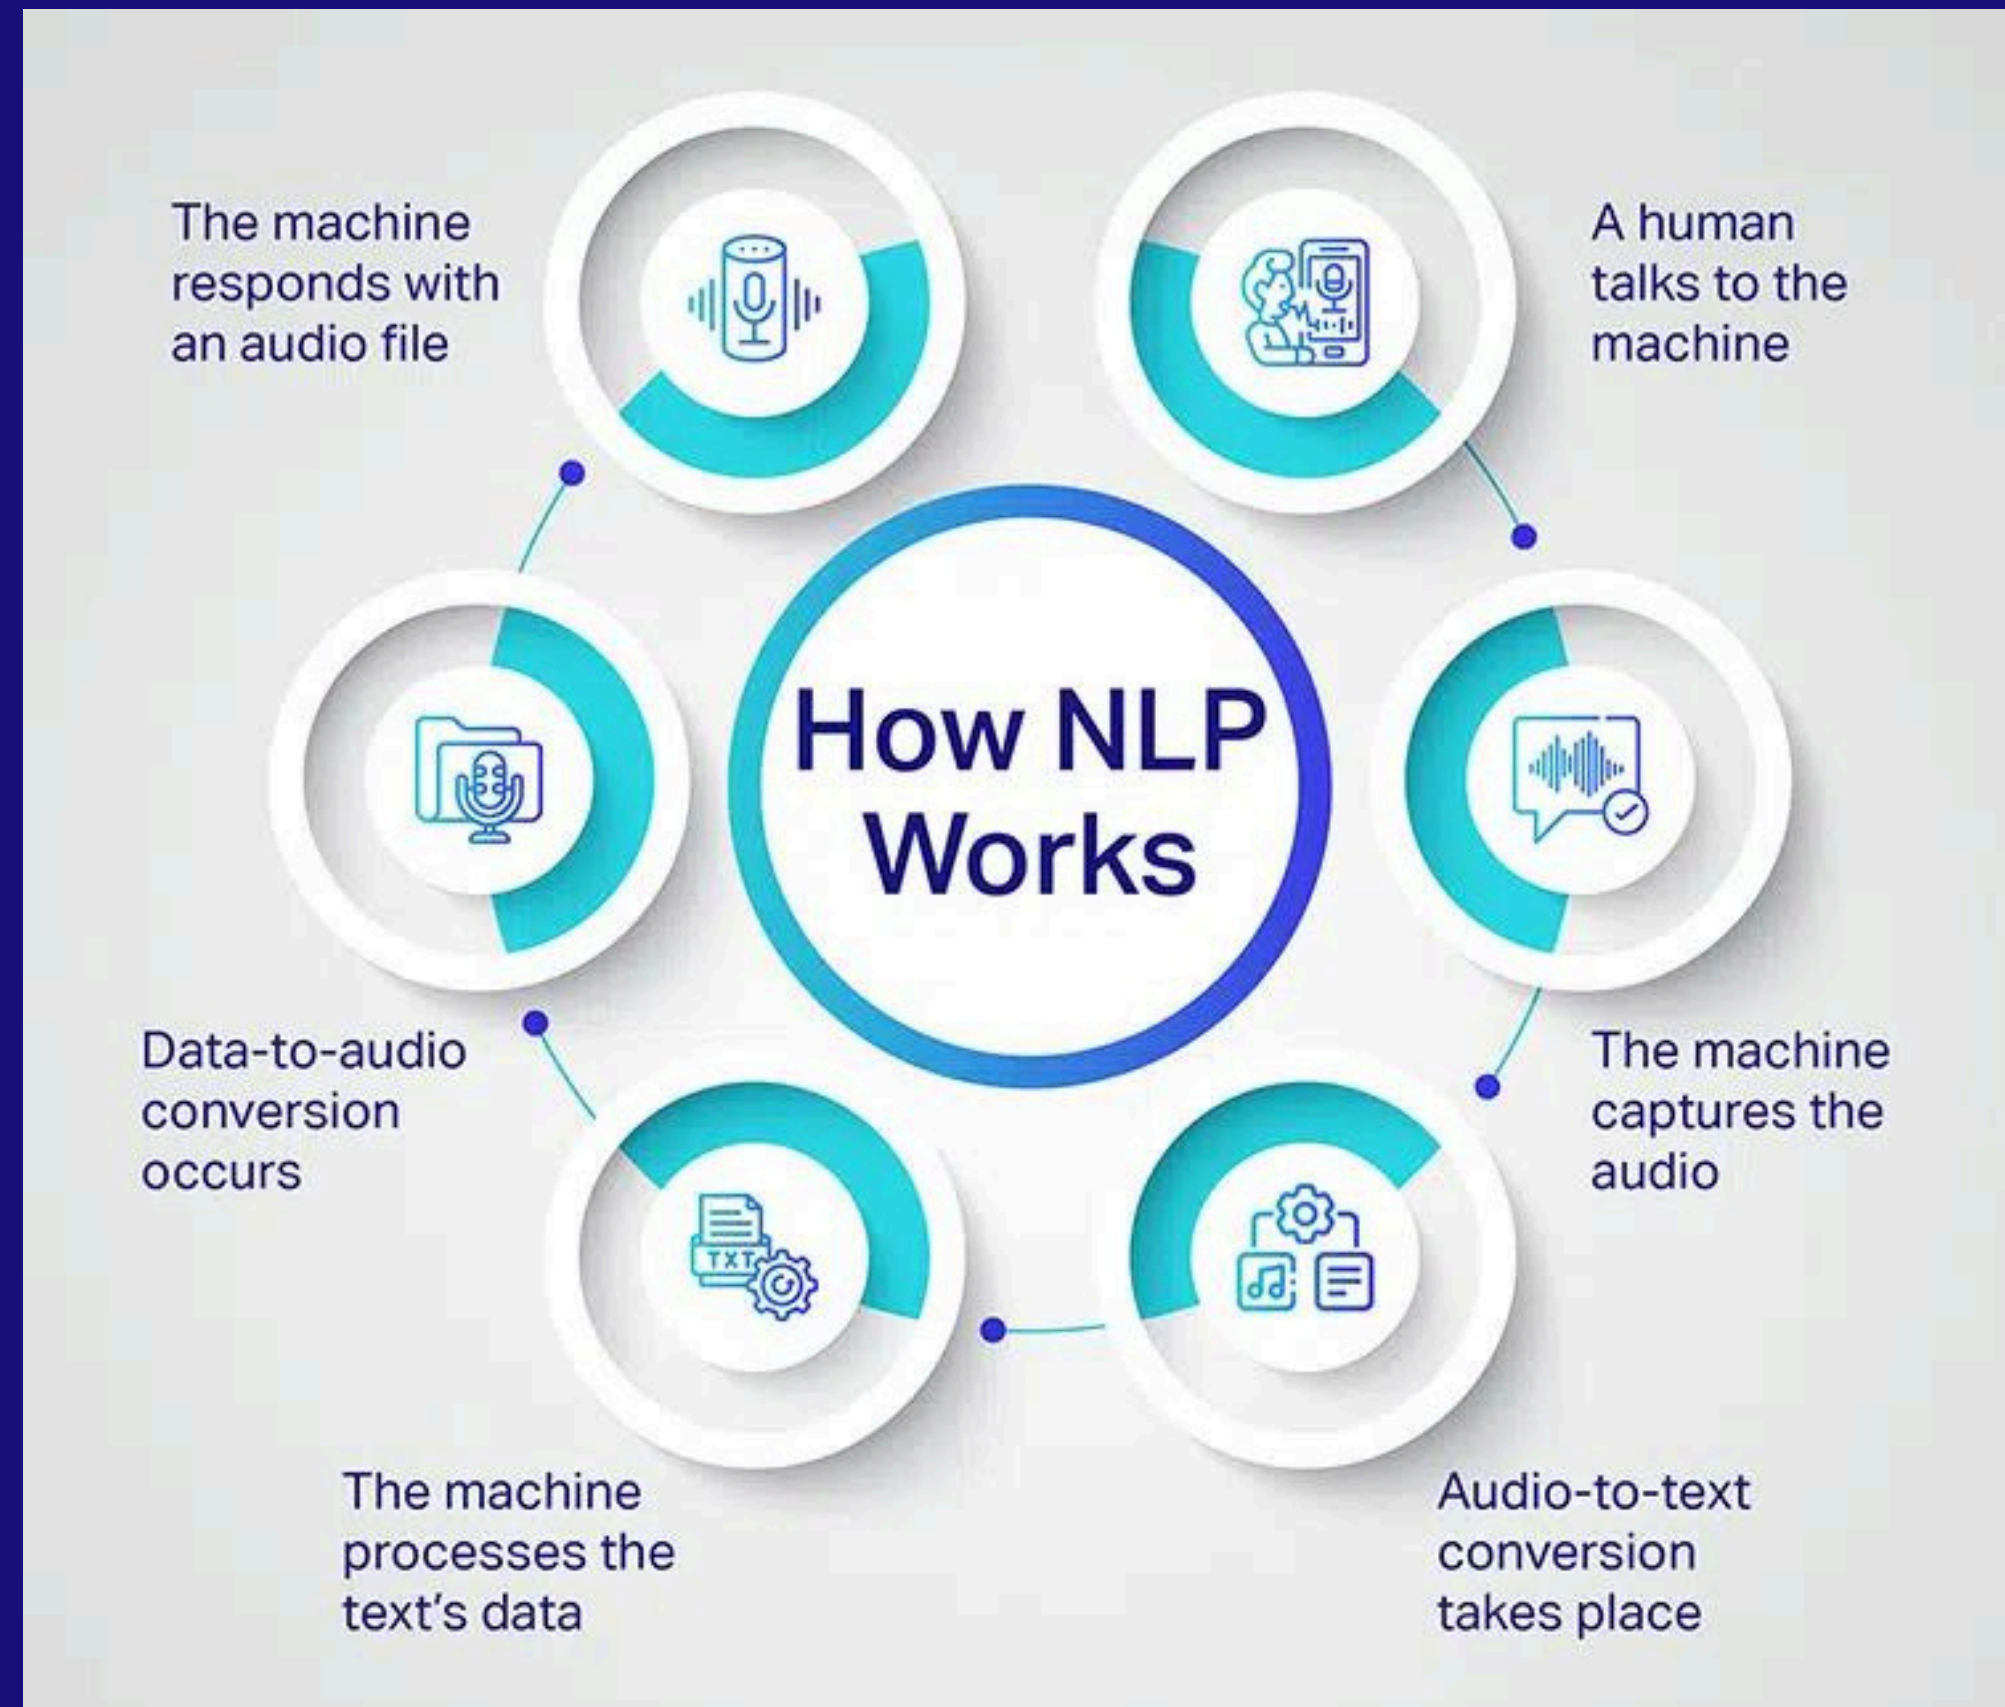 How NLP
Works
A human
talks to the
machine
The machine
captures the
audio
Audio-to-text
conversion
takes place
The machine
processes the
text's data
TXT
Data-to-audio
conversion
occurs
The machine
responds with
an audio file